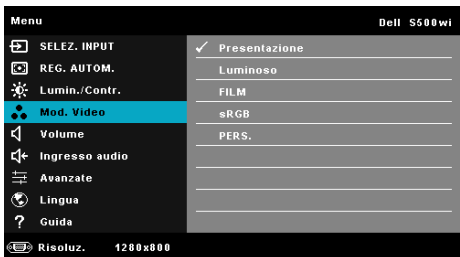 Menu Dell S500wi
SELEZ. INPUT
REG. AUTOM.
Lumin./Contr.
Mod. Video
Volume
Ingresso audio
Avanzate
Lingua
? Guida
✓ Presentazione
Luminoso
FILM
sRGB
PERS.
Risoluz. 1280x800